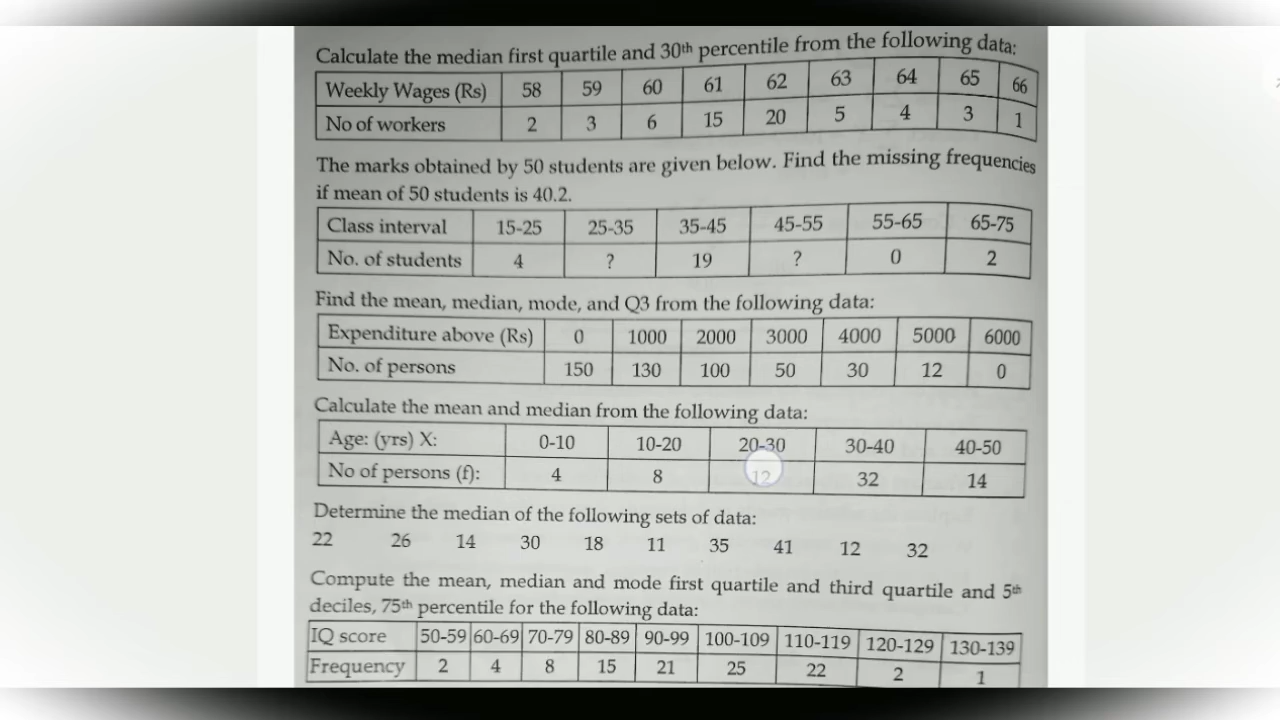 Calculate the median first quartile and 30th percentile from the following data:
Weekly Wages (Rs) 58 59 60 61 62 63 64 65 66
No of workers 2 3 6 15 20 5 4 3 1
The marks obtained by 50 students are given below. Find the missing frequencies
if mean of 50 students is 40.2.
Class interval 15-25 25-35 35-45 45-55 55-65 65-75
No. of students 4 ? 19 ? 0 2
Find the mean, median, mode, and Q3 from the following data:
Expenditure above (Rs) 0 1000 2000 3000 4000 5000 6000
No. of persons 150 130 100 50 30 12 0
Calculate the mean and median from the following data:
Age: (yrs) X: 0-10 10-20 20-30 30-40 40-50
No of persons (f): 4 8 12 32 14
Determine the median of the following sets of data:
22 26 14 30 18 11 35 41 12 32
Compute the mean, median and mode first quartile and third quartile and 5th
deciles, 75th percentile for the following data:
IQ score 50-59 60-69 70-79 80-89 90-99 100-109 110-119 120-129 130-139
Frequency 2 4 8 15 21 25 22 2 1